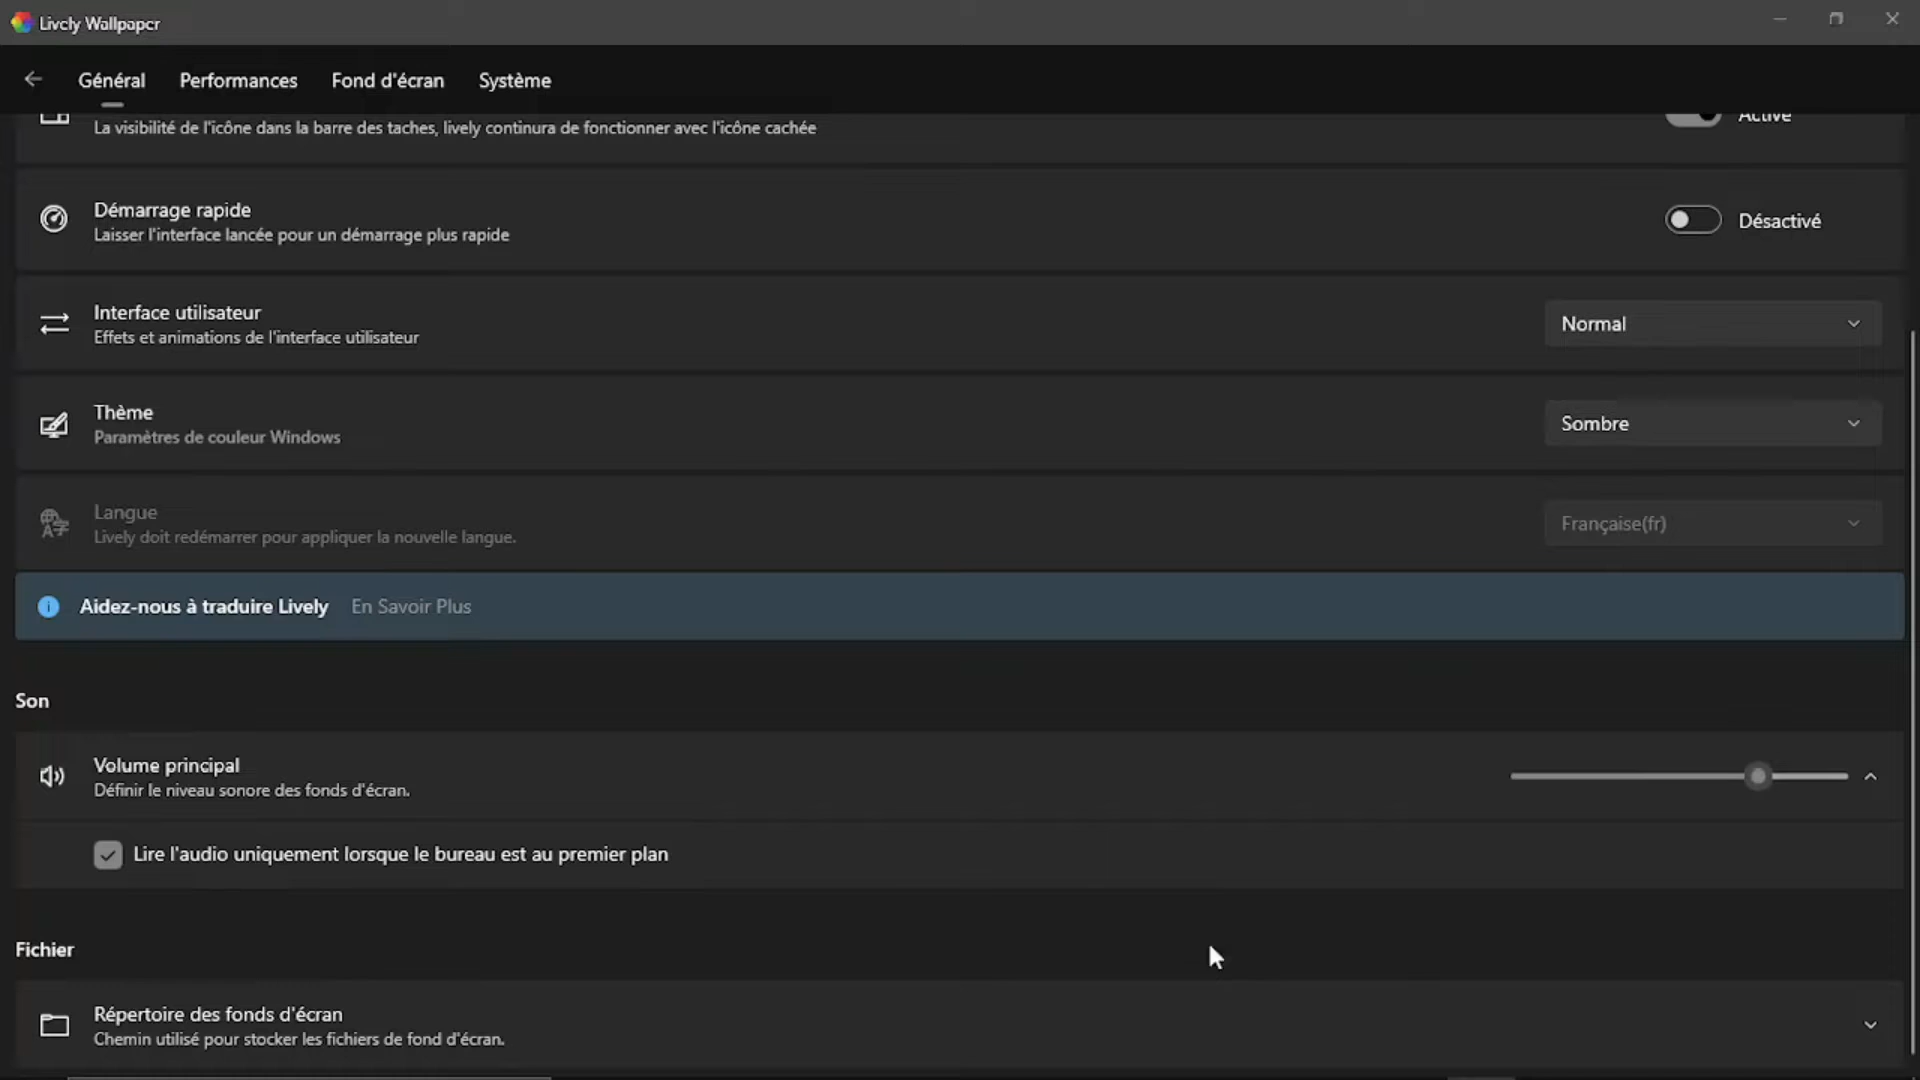 Lively Wallpaper
Général Performances Fond d'écran Système
La visibilité de l'icône dans la barre des taches, lively continura de fonctionner avec l'icône cachée
Activé
Démarrage rapide
Laisser l'interface lancée pour un démarrage plus rapide
Désactivé
Interface utilisateur
Effets et animations de l'interface utilisateur
Normal
Thème
Paramètres de couleur Windows
Sombre
Langue
Lively doit redémarrer pour appliquer la nouvelle langue.
Française(fr)
Aidez-nous à traduire Lively En Savoir Plus
Son
Volume principal
Définir le niveau sonore des fonds d'écran.
Lire l'audio uniquement lorsque le bureau est au premier plan
Fichier
Répertoire des fonds d'écran
Chemin utilisé pour stocker les fichiers de fond d'écran.